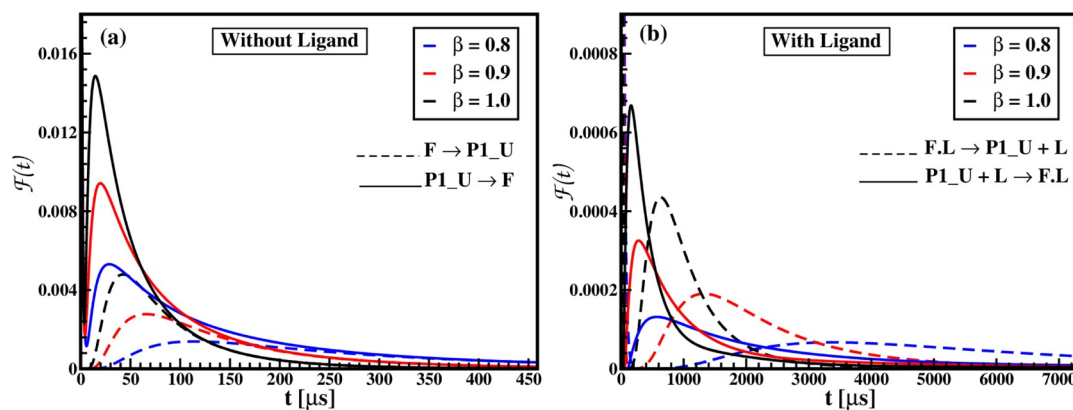 (a)
Without Ligand
β = 0.8
β = 0.9
β = 1.0
F → P1_U
P1_U → F
ℱ(t)
0.016
0.012
0.008
0.004
0
0 50 100 150 200 250 300 350 400 450
t [μs]
(b)
With Ligand
β = 0.8
β = 0.9
β = 1.0
F.L → P1_U + L
P1_U + L → F.L
ℱ(t)
0.0008
0.0006
0.0004
0.0002
0
0 1000 2000 3000 4000 5000 6000 7000
t [μs]